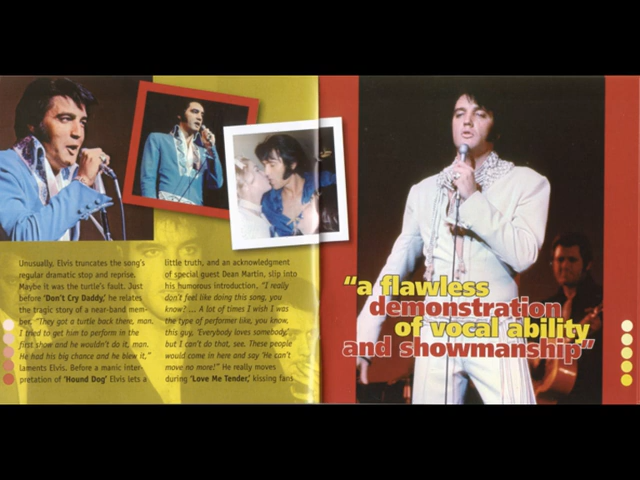 Unusually, Elvis truncates the song's
regular dramatic stop and reprise.
Maybe it was the turtle's fault. Just
before 'Don't Cry Daddy,' he relates
the tragic story of a near-band mem-
ber, "They got a turtle back there, man.
I tried to get him to perform in the
first show and he wouldn't do it, man.
He had his big chance and he blew it,"
laments Elvis. Before a manic inter-
pretation of 'Hound Dog' Elvis lets a
little truth, and an acknowledgment
of special guest Dean Martin, slip into
his humorous introduction, "I really
don't feel like doing this song, you
know? ... A lot of times I wish I was
the type of performer like, you know,
this guy, 'Everybody loves somebody',
but I can't do that, see. These people
would come in here and say 'He can't
move no more!" He really moves
during 'Love Me Tender,' kissing fans
"a flawless
demonstration
of vocal ability
and showmanship"